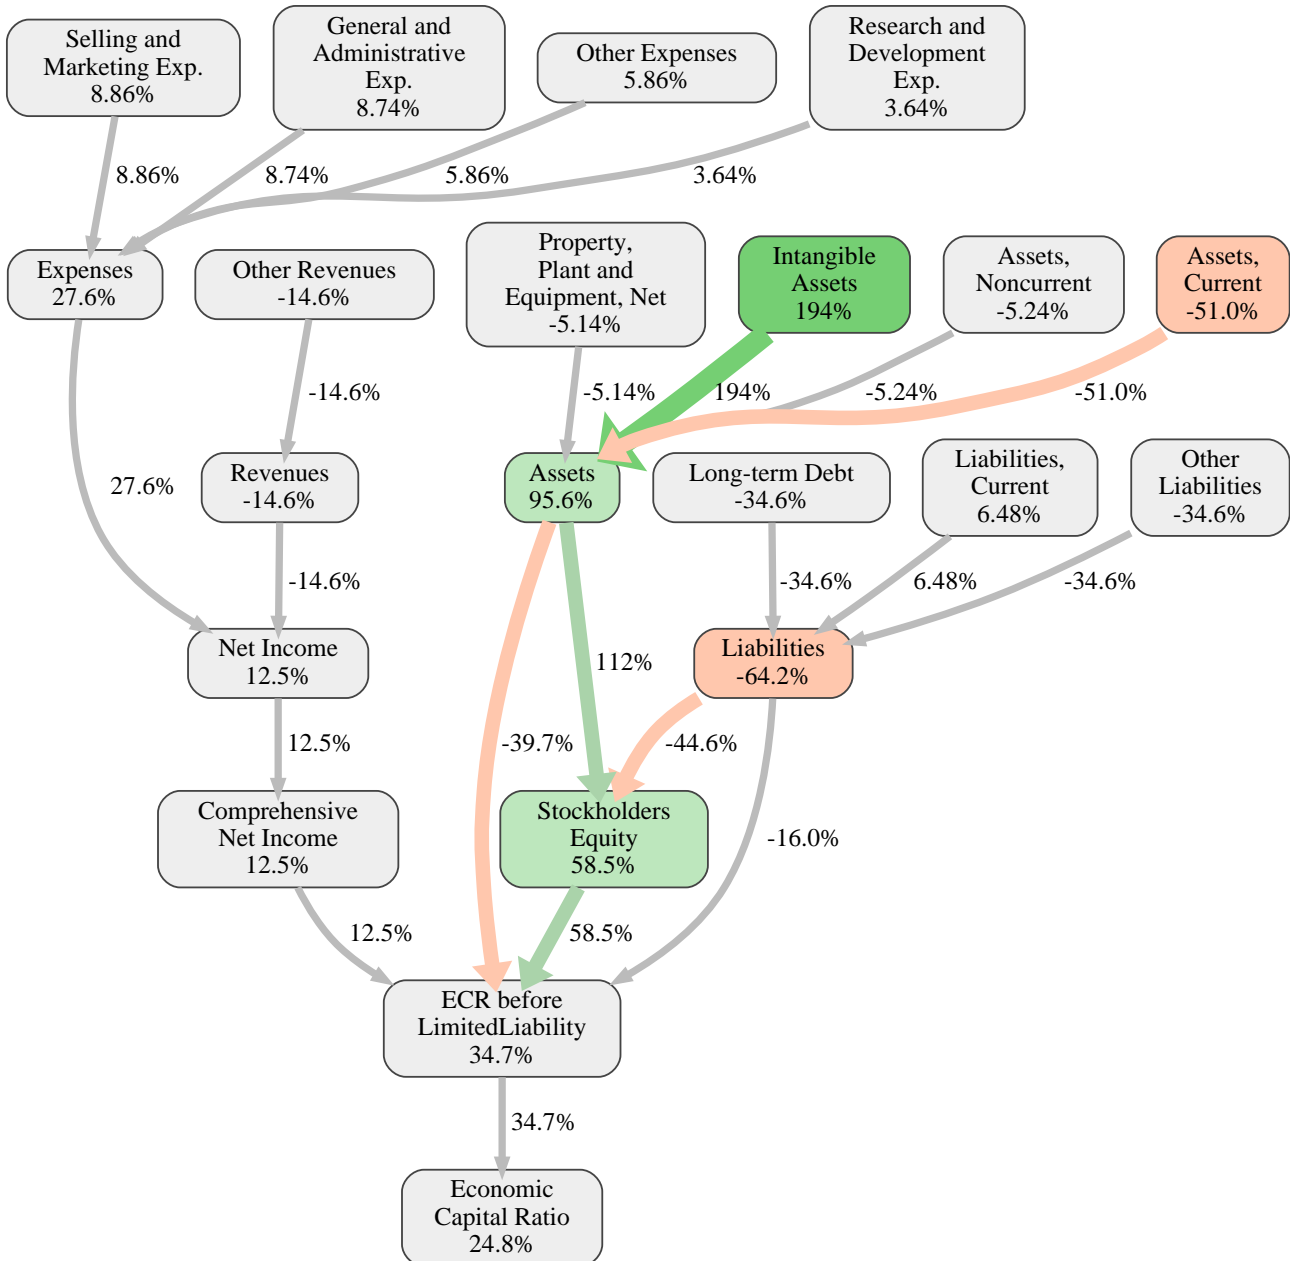 Selling and
Marketing Exp.
8.86%
General and
Administrative
Exp.
8.74%
Other Expenses
5.86%
Research and
Development
Exp.
3.64%
8.86%
8.74%
5.86%
3.64%
Expenses
27.6%
Other Revenues
-14.6%
Property,
Plant and
Equipment, Net
-5.14%
Intangible
Assets
194%
Assets,
Noncurrent
-5.24%
Assets,
Current
-51.0%
-14.6%
-5.14%
194%
-5.24%
-51.0%
27.6%
Revenues
-14.6%
Assets
95.6%
Long-term Debt
-34.6%
Liabilities,
Current
6.48%
Other
Liabilities
-34.6%
-14.6%
-34.6%
6.48%
-34.6%
Net Income
12.5%
112%
Liabilities
-64.2%
12.5%
-39.7%
-44.6%
Comprehensive
Net Income
12.5%
Stockholders
Equity
58.5%
-16.0%
12.5%
58.5%
ECR before
LimitedLiability
34.7%
34.7%
Economic
Capital Ratio
24.8%